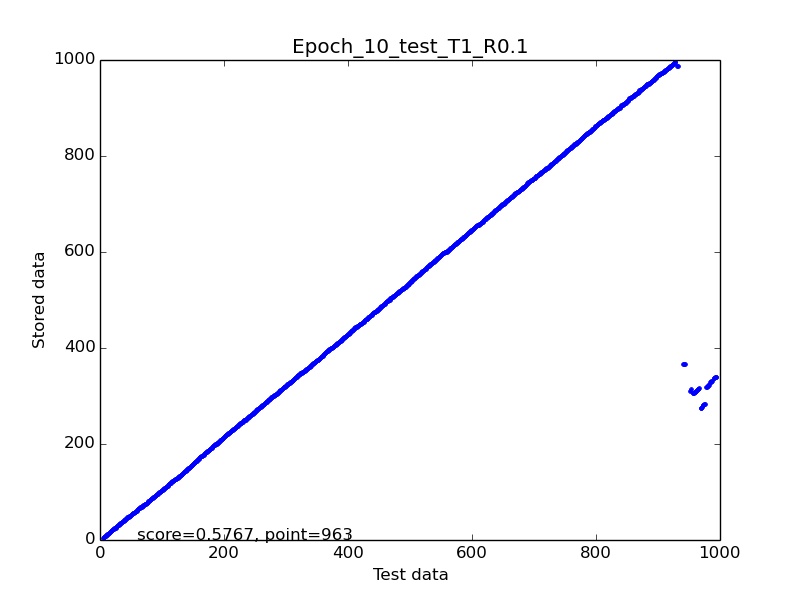 Epoch_10_test_T1_R0.1
1000
800
600
400
200
0
Stored data
score=0.5767, point=963
0 200 400 600 800 1000
Test data